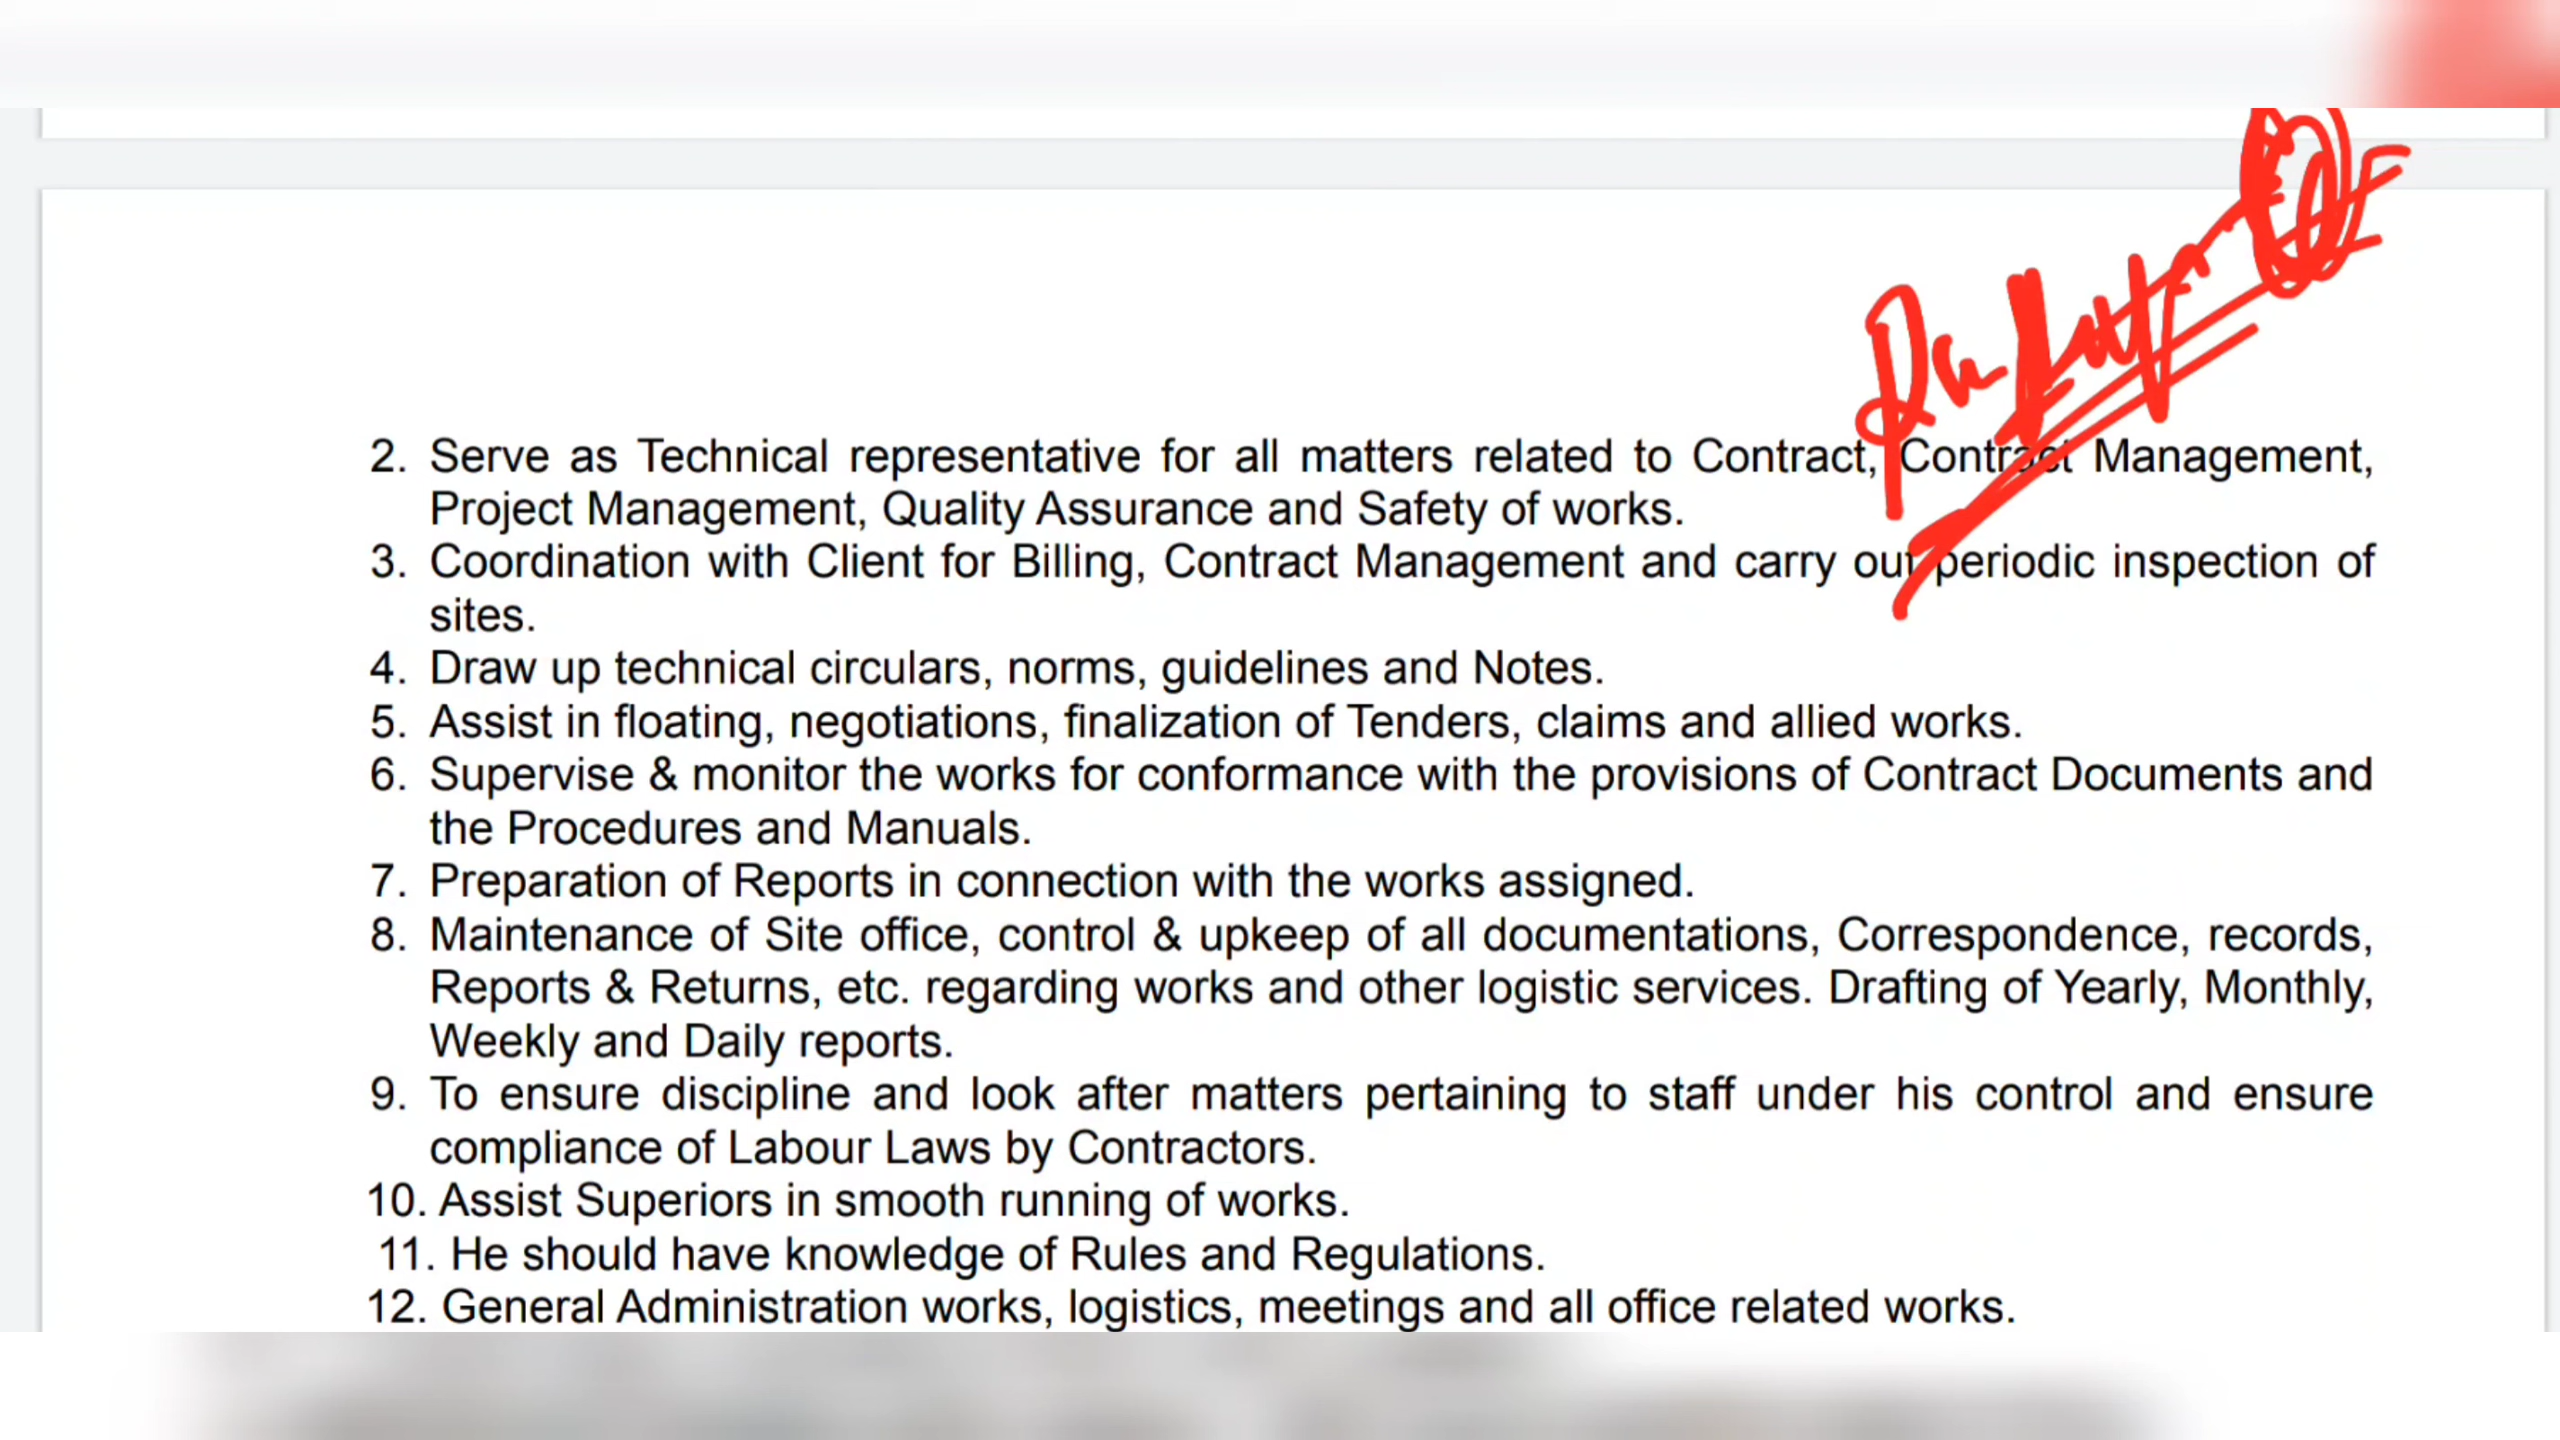 2. Serve as Technical representative for all matters related to Contract, Contract Management,
Project Management, Quality Assurance and Safety of works.
3. Coordination with Client for Billing, Contract Management and carry out periodic inspection of
sites.
4. Draw up technical circulars, norms, guidelines and Notes.
5. Assist in floating, negotiations, finalization of Tenders, claims and allied works.
6. Supervise & monitor the works for conformance with the provisions of Contract Documents and
the Procedures and Manuals.
7. Preparation of Reports in connection with the works assigned.
8. Maintenance of Site office, control & upkeep of all documentations, Correspondence, records,
Reports & Returns, etc. regarding works and other logistic services. Drafting of Yearly, Monthly,
Weekly and Daily reports.
9. To ensure discipline and look after matters pertaining to staff under his control and ensure
compliance of Labour Laws by Contractors.
10. Assist Superiors in smooth running of works.
11. He should have knowledge of Rules and Regulations.
12. General Administration works, logistics, meetings and all office related works.